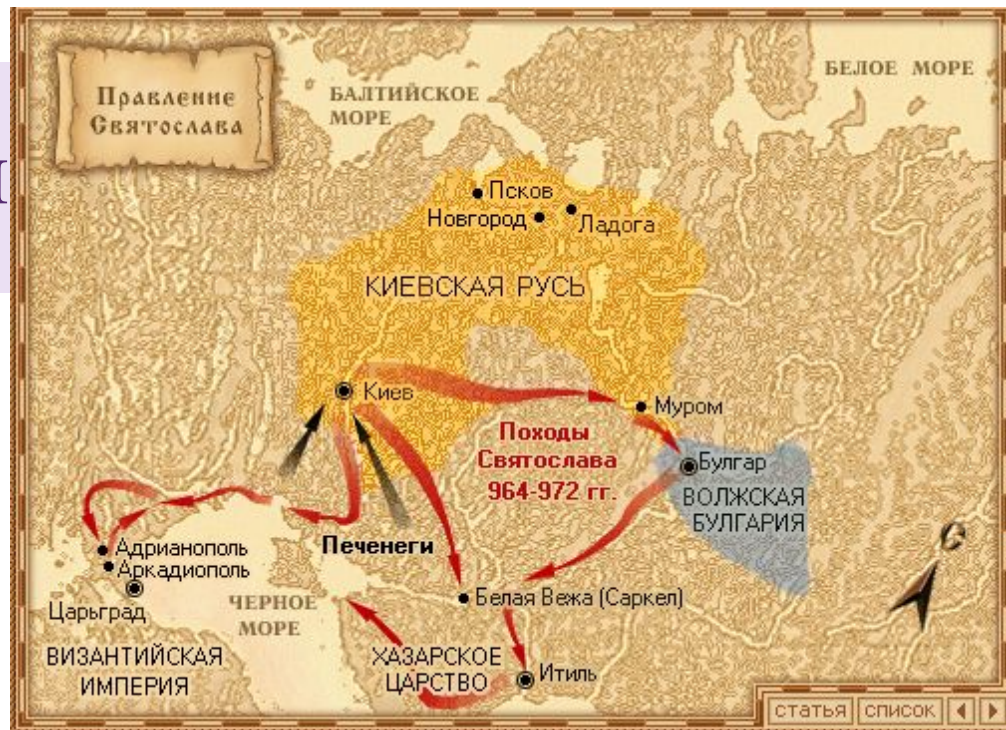 Правление
Святослава
БАЛТИЙСКОЕ
МОРЕ
БЕЛОЕ МОРЕ
Псков
Новгород
Ладога
КИЕВСКАЯ РУСЬ
Киев
Муром
Походы
Святослава
964-972 гг.
Булгар
ВОЛЖСКАЯ
БУЛГАРИЯ
Печенеги
Адрианополь
Аркадиополь
Царьград
ЧЕРНОЕ
МОРЕ
Белая Вежа (Саркел)
ВИЗАНТИЙСКАЯ
ИМПЕРИЯ
ХАЗАРСКОЕ
ЦАРСТВО
Итиль
С
статья список